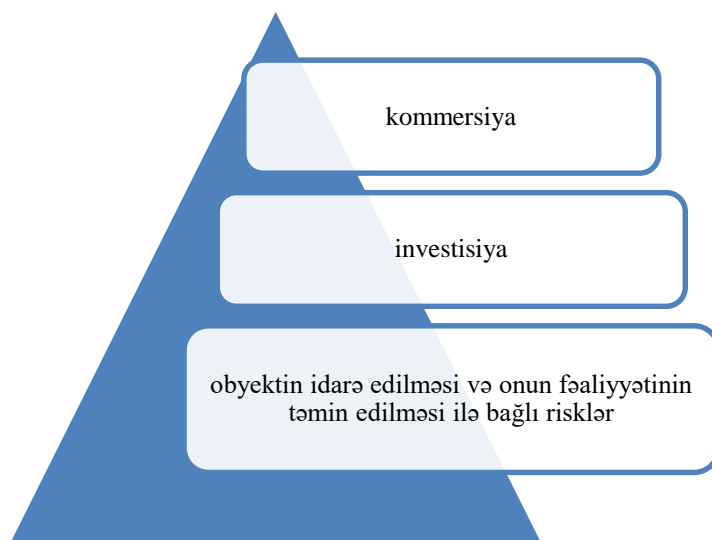 kommersiya
investisiya
obyektin idarə edilməsi və onun fəaliyyətinin
təmin edilməsi ilə bağlı risklər